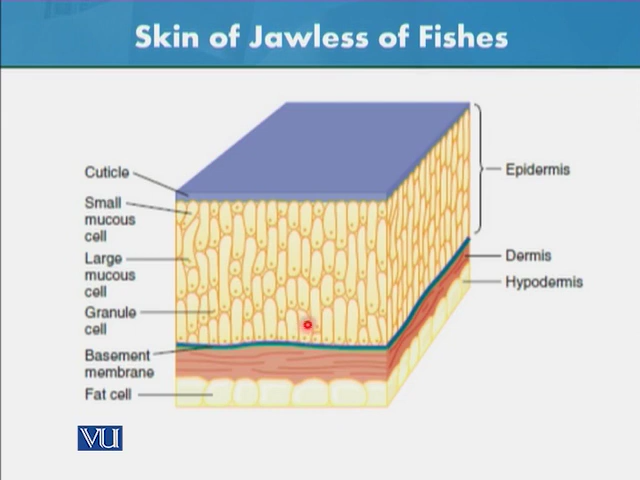 Skin of Jawless of Fishes
Cuticle
Small
mucous
cell
Large
mucous
cell
Granule
cell
Basement
membrane
Fat cell
Epidermis
Dermis
Hypodermis
VU